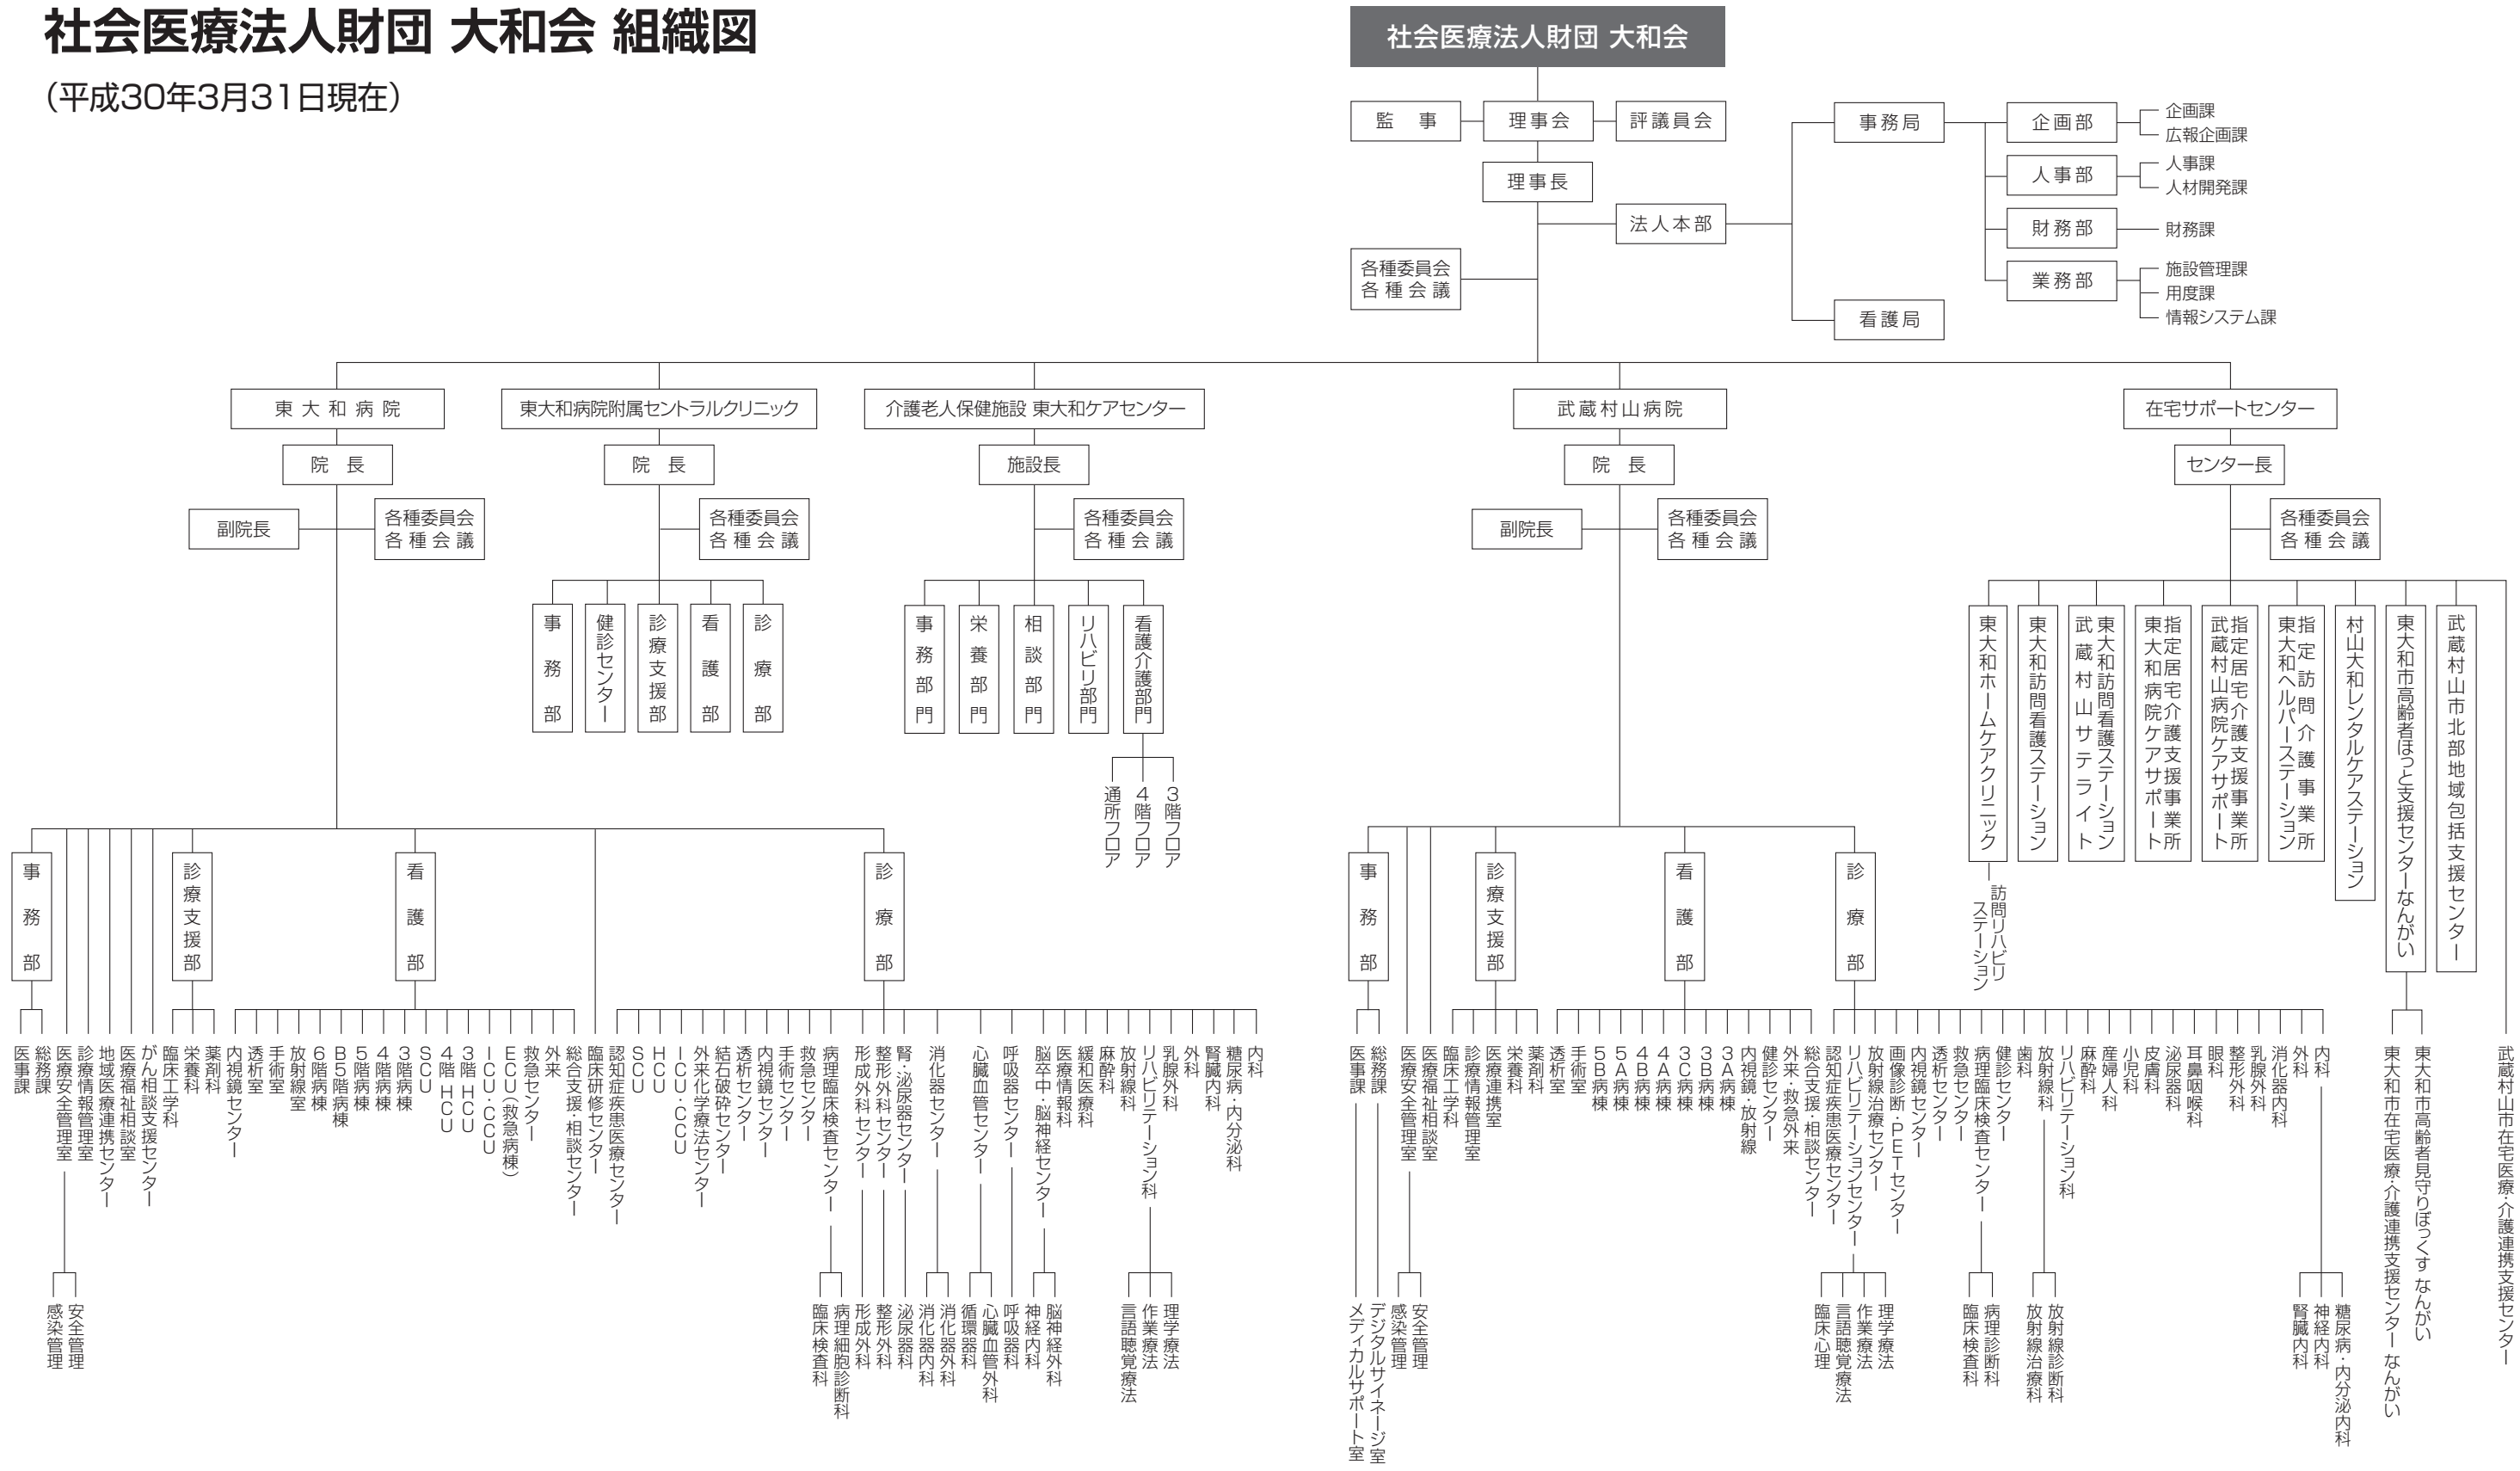 社会医療法人財団 大和会 組織図
(平成30年3月31日現在)
社会医療法人財団 大和会
監 事
理事会
評議員会
理事長
法人本部
各種委員会
各種会議
事務局
看護局
企画部
企画課
広報企画課
人事部
人事課
人材開発課
財務部
財務課
業務部
施設管理課
用度課
情報システム課
東大和病院
院 長
副院長
各種委員会
各種会議
東大和病院附属セントラルクリニック
院 長
各種委員会
各種会議
事務部
健診センター
診療支援部
看護部
診療部
介護老人保健施設 東大和ケアセンター
施設長
各種委員会
各種会議
事務部門
栄養部門
相談部門
リハビリ部門
看護介護部門
通所フロア
4階フロア
3階フロア
武蔵村山病院
院 長
副院長
各種委員会
各種会議
在宅サポートセンター
センター長
各種委員会
各種会議
東大和ホームケアクリニック
訪問リハビリ
ステーション
東大和訪問看護ステーション
東大和訪問看護ステーション
武蔵村山サテライト
指定居宅介護支援事業所
東大和病院ケアサポート
指定居宅介護支援事業所
武蔵村山病院ケアサポート
指定訪問介護事業所
東大和ヘルパーステーション
村山大和レンタルケアステーション
東大和市高齢者ほっと支援センターなんがい
武蔵村山市北部地域包括支援センター
東大和市在宅医療・介護連携支援センター なんがい
東大和市高齢者見守りぼっくす なんがい
武蔵村山市在宅医療・介護連携支援センター
事務部
診療支援部
看護部
診療部
医事課
総務課
医療安全管理室
診療情報管理室
地域医療連携センター
医療福祉相談室
がん相談支援センター
臨床工学科
栄養科
薬剤科
内視鏡センター
透析室
手術室
放射線室
6階病棟
B5階病棟
5階病棟
4階病棟
3階病棟
SCU
4階 HCU
3階 HCU
ICU・CCU
ECU(救急病棟)
救急センター
外来
総合支援・相談センター
臨床研修センター
認知症疾患医療センター
SCU
HCU
ICU・CCU
外来化学療法センター
結石破砕センター
透析センター
内視鏡センター
手術センター
救急センター
病理臨床検査センター
形成外科センター
整形外科センター
腎・泌尿器センター
消化器センター
心臓血管センター
呼吸器センター
脳卒中・脳神経センター
医療情報科
緩和医療科
麻酔科
放射線科
リハビリテーション科
乳腺外科
外科
腎臓内科
糖尿病・内分泌科
内科
感染管理
安全管理
臨床検査科
病理細胞診断科
形成外科
整形外科
泌尿器科
消化器内科
消化器外科
循環器科
心臓血管外科
呼吸器科
神経内科
脳神経外科
言語聴覚療法
作業療法
理学療法
事務部
診療支援部
看護部
診療部
医事課
総務課
医療安全管理室
医療福祉相談室
臨床工学科
診療情報管理室
医療連携室
栄養科
薬剤科
透析室
手術室
5B病棟
5A病棟
4B病棟
4A病棟
3C病棟
3B病棟
3A病棟
内視鏡・放射線
健診センター
外来・救急外来
総合支援・相談センター
認知症疾患医療センター
リハビリテーションセンター
放射線治療センター
画像診断・PETセンター
内視鏡センター
透析センター
救急センター
病理臨床検査センター
健診センター
歯科
放射線科
リハビリテーション科
麻酔科
産婦人科
小児科
皮膚科
泌尿器科
耳鼻咽喉科
眼科
整形外科
乳腺外科
消化器内科
外科
内科
メディカルサポート室
デジタルサイネージ室
感染管理
安全管理
臨床心理
言語聴覚療法
作業療法
理学療法
臨床検査科
病理診断科
放射線治療科
放射線診断科
腎臓内科
神経内科
糖尿病・内分泌内科